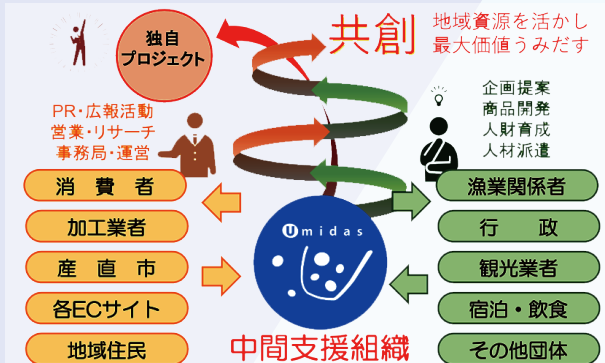 独自
プロジェクト
共創
地域資源を活かし
最大価値うみだす
PR・広報活動
営業・リサーチ
事務局・運営
企画提案
商品開発
人財育成
人材派遣
消費者
加工業者
産直市
各ECサイト
地域住民
Umidas
中間支援組織
漁業関係者
行政
観光業者
宿泊・飲食
その他団体